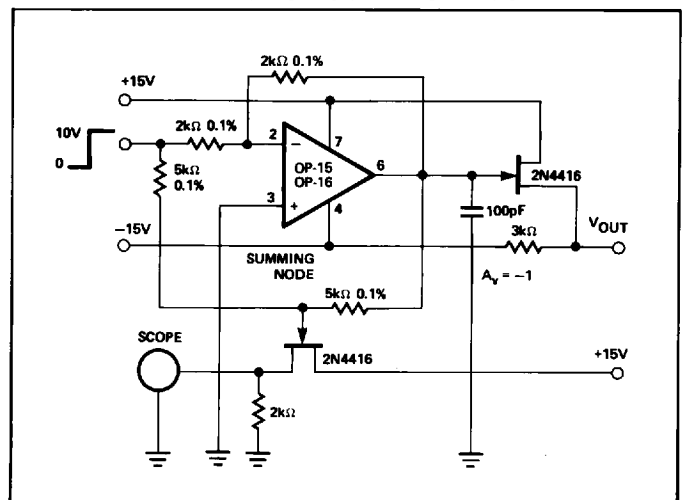 2kΩ 0.1%
+15V
10V
2kΩ 0.1%
0
5kΩ
0.1%
2
7
OP-15
OP-16
6
3
4
2N4416
100pF
3kΩ
VOUT
−15V
SUMMING
NODE
Av = −1
5kΩ 0.1%
SCOPE
2N4416
+15V
2kΩ